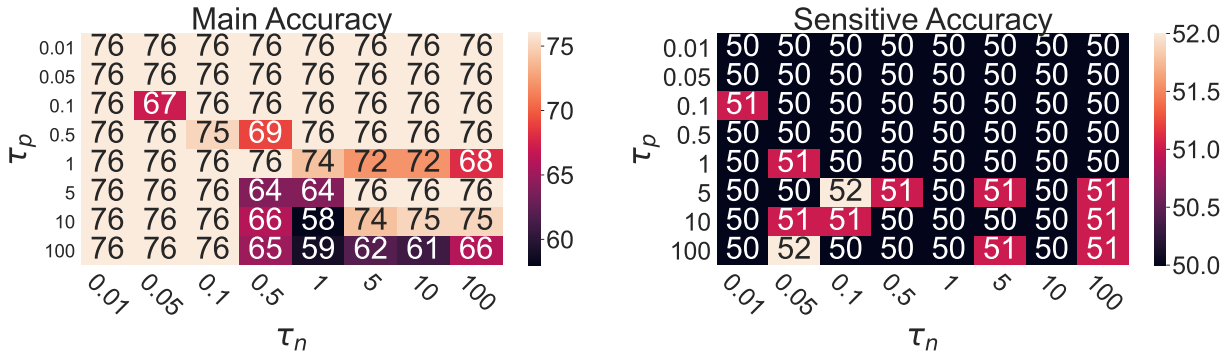 Main Accuracy
τp
0.01 76 76 76 76 76 76 76 76
0.05 76 76 76 76 76 76 76 76
0.1 76 67 76 76 76 76 76 76
0.5 76 76 75 69 76 76 76 76
1 76 76 76 76 74 72 72 68
5 76 76 76 64 64 76 76 76
10 76 76 76 66 58 74 75 75
100 76 76 76 65 59 62 61 66
0.01 0.05 0.1 0.5 1 5 10 100
τn
75
70
65
60
Sensitive Accuracy
τp
0.01 50 50 50 50 50 50 50 50
0.05 50 50 50 50 50 50 50 50
0.1 51 50 50 50 50 50 50 50
0.5 50 50 50 50 50 50 50 50
1 50 51 50 50 50 50 50 50
5 50 50 52 51 50 51 50 51
10 50 51 51 50 50 50 50 51
100 50 52 50 50 50 51 50 51
0.01 0.05 0.1 0.5 1 5 10 100
τn
52.0
51.5
51.0
50.5
50.0